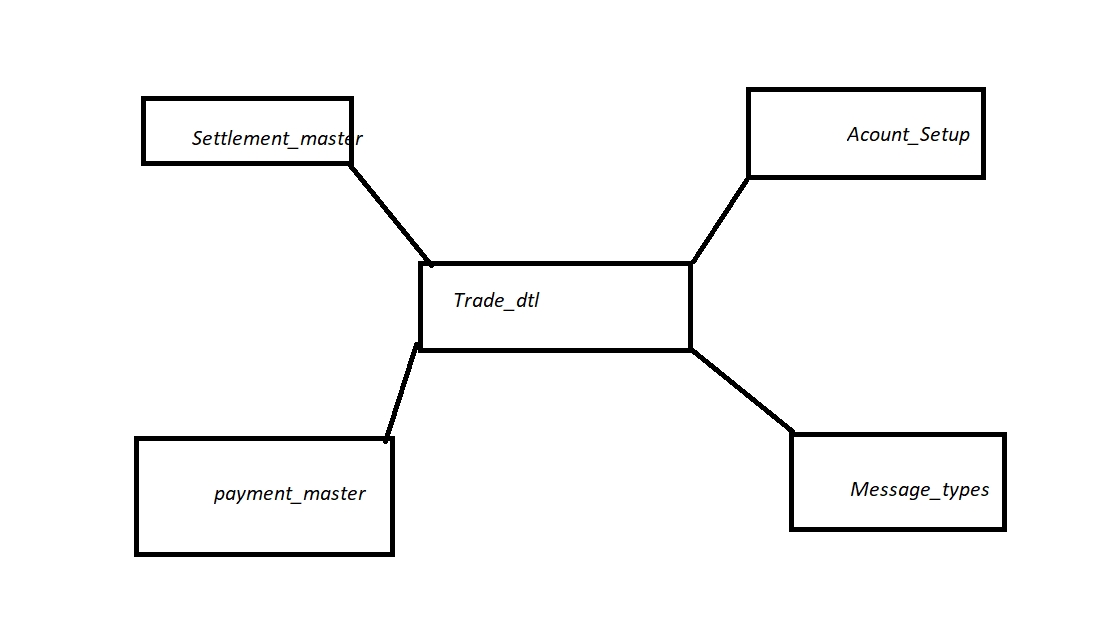 Settlement_master
Acount_Setup
Trade_dtl
payment_master
Message_types